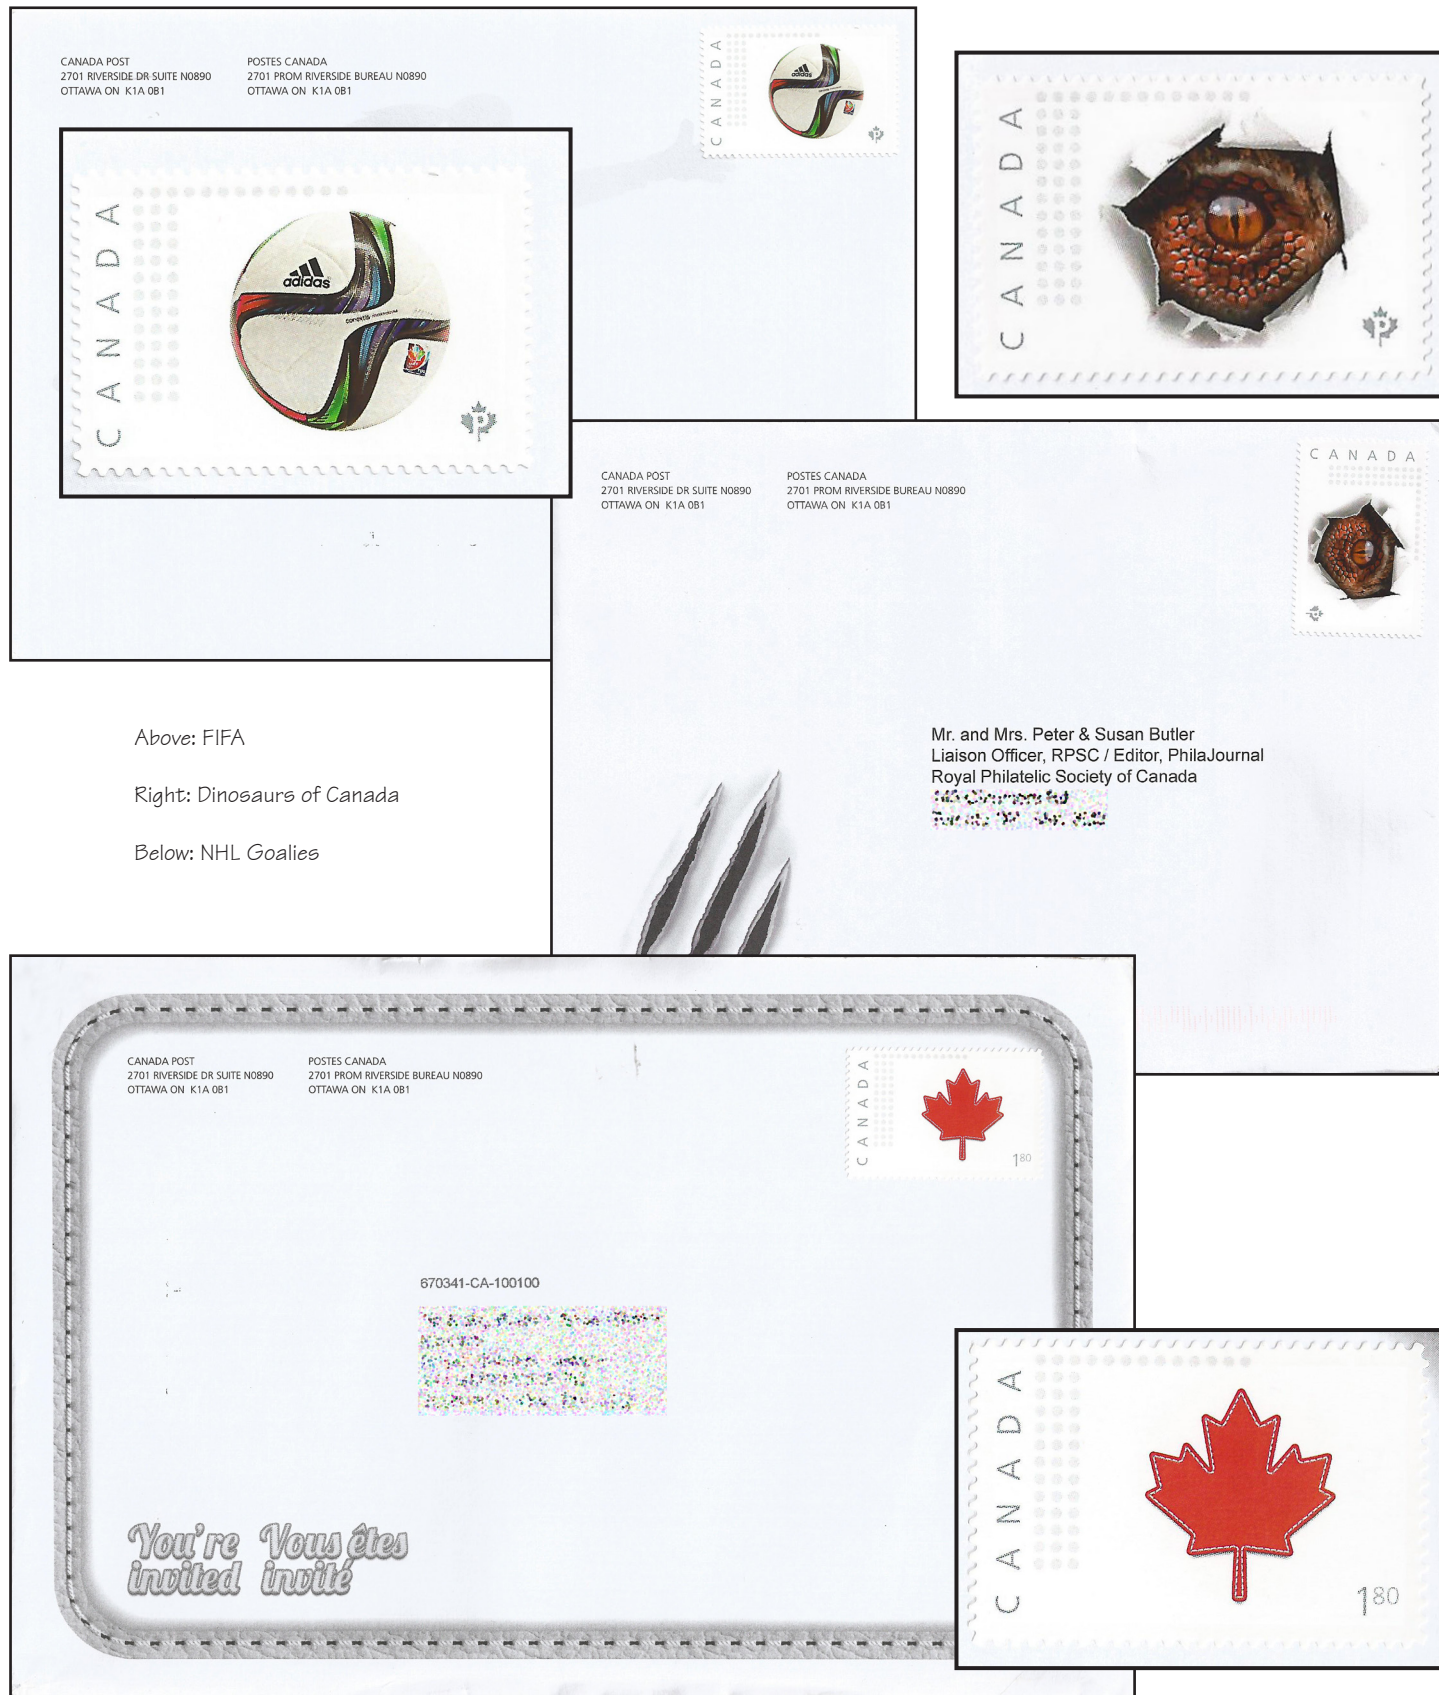 CANADA POST
2701 RIVERSIDE DR SUITE N0890
OTTAWA ON K1A 0B1
POSTES CANADA
2701 PROM RIVERSIDE BUREAU N0890
OTTAWA ON K1A 0B1
CANADA
adidas
CANADA
adidas
P
CANADA
P
CANADA POST
2701 RIVERSIDE DR SUITE N0890
OTTAWA ON K1A 0B1
POSTES CANADA
2701 PROM RIVERSIDE BUREAU N0890
OTTAWA ON K1A 0B1
CANADA
Above: FIFA
Right: Dinosaurs of Canada
Below: NHL Goalies
Mr. and Mrs. Peter & Susan Butler
Liaison Officer, RPSC / Editor, PhilaJournal
Royal Philatelic Society of Canada
CANADA POST
2701 RIVERSIDE DR SUITE N0890
OTTAWA ON K1A 0B1
POSTES CANADA
2701 PROM RIVERSIDE BUREAU N0890
OTTAWA ON K1A 0B1
CANADA
180
670341-CA-100100
You're
invited
Vous êtes
invité
CANADA
180